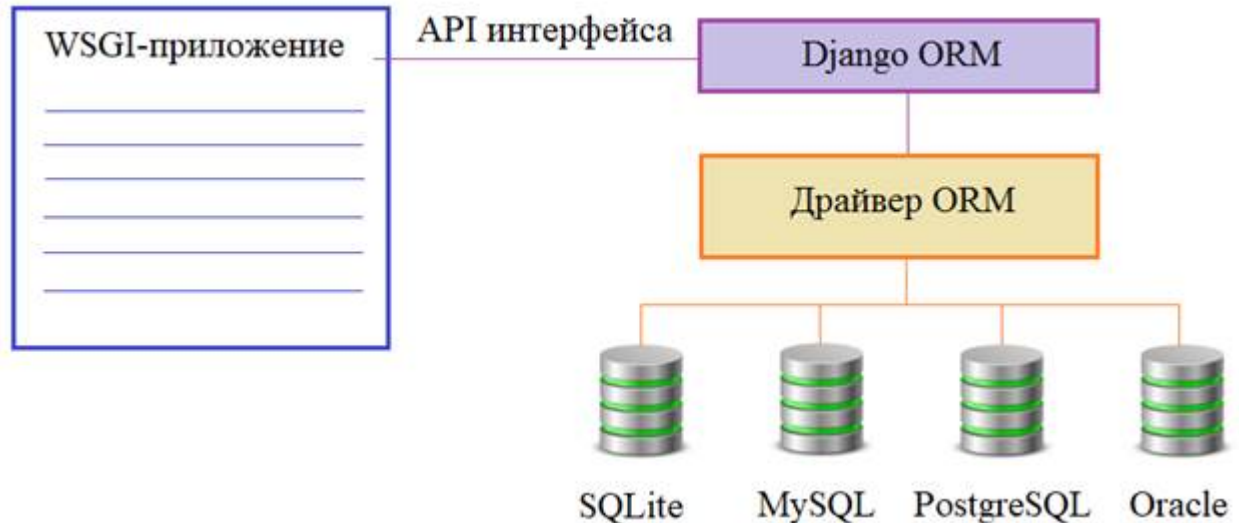 WSGI-приложение
API интерфейса
Django ORM
Драйвер ORM
SQLite
MySQL
PostgreSQL
Oracle